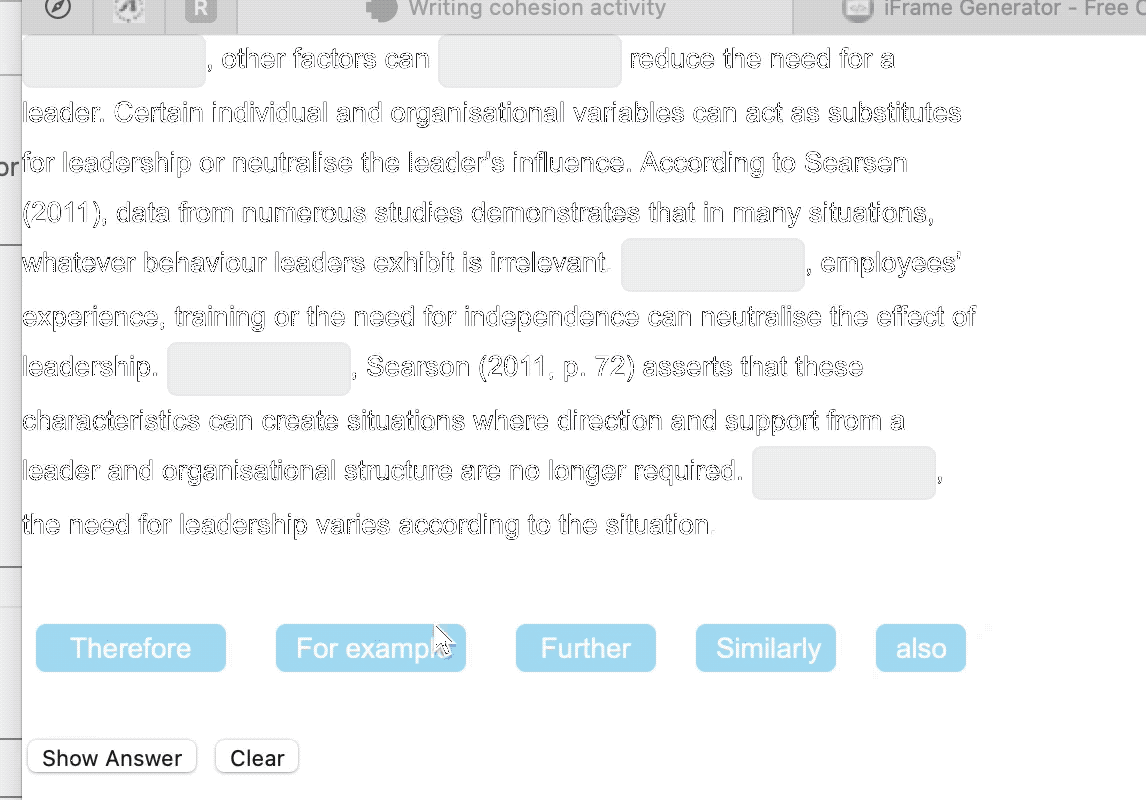 R
Writing cohesion activity
iFrame Generator - Free
, other factors can reduce the need for a
leader. Certain individual and organisational variables can act as substitutes
or
for leadership or neutralise the leader's influence. According to Searsen
(2011), data from numerous studies demonstrates that in many situations,
whatever behaviour leaders exhibit is irrelevant. , employees'
experience, training or the need for independence can neutralise the effect of
leadership. , Searson (2011, p. 72) asserts that these
characteristics can create situations where direction and support from a
leader and organisational structure are no longer required. ,
the need for leadership varies according to the situation.
Therefore For example Further Similarly also
Show Answer Clear